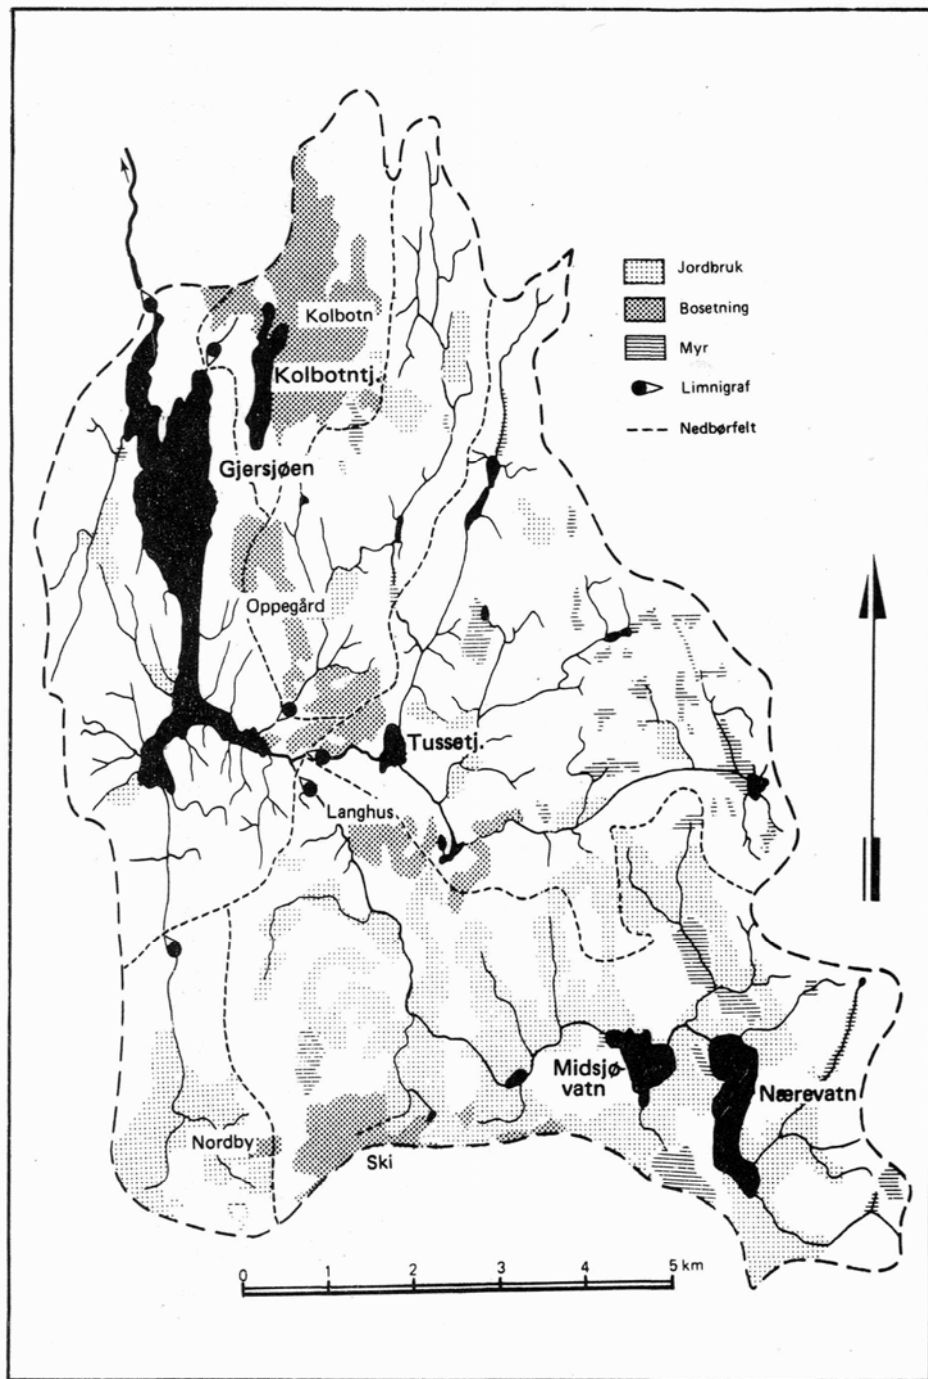 Jordbruk
Bosetning
Myr
Limnigraf
Nedbørfelt
Kolbotn
Kolbotntj.
Gjersjøen
Oppegård
Tussetj.
Langhus
Midsjø-
vatn
Nærevatn
Nordby
Ski
0 1 2 3 4 5 km